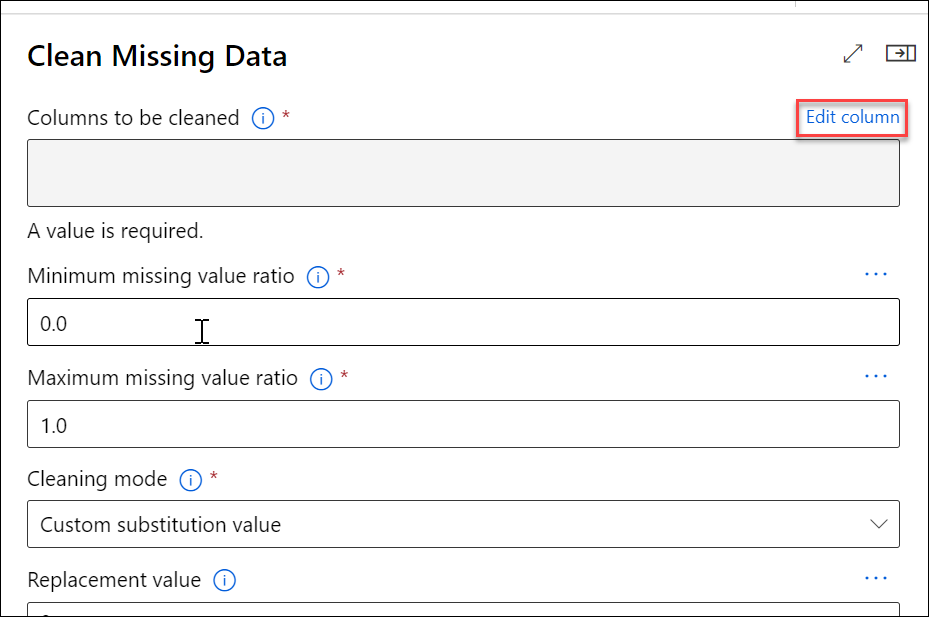 Clean Missing Data
Columns to be cleaned *
Edit column
A value is required.
Minimum missing value ratio *
0.0
Maximum missing value ratio *
1.0
Cleaning mode *
Custom substitution value
Replacement value